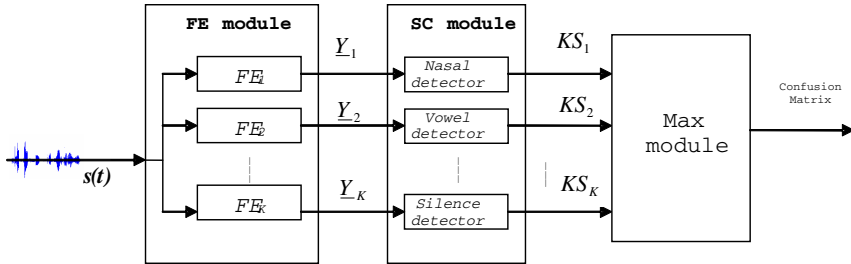 FE module
SC module
Y1
KS1
FE1
Nasal
detector
Y2
KS2
FE2
Vowel
detector
Confusion
Matrix
Max
module
s(t)
YK
KSK
FEK
Silence
detector